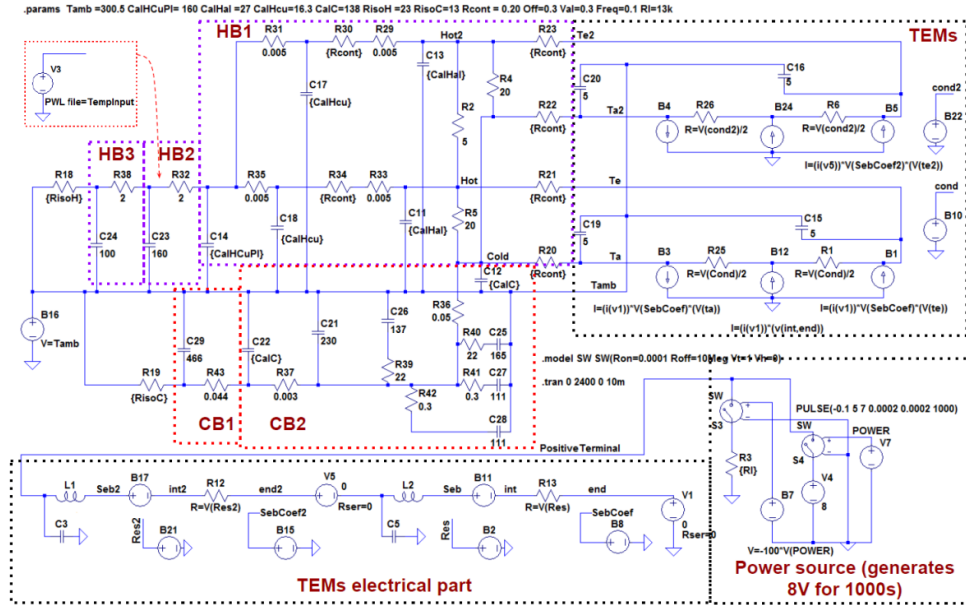 .params Tamb =300.5 CalHCuPl= 160 CalHal =27 CalHcu=16.3 CalC=138 RisoH =23 RisoC=13 Rcont = 0.20 Off=0.3 Val=0.3 Freq=0.1 Rl=13k
HB1
TEMs
R31
0.005
R30
{Rcont}
R29
0.005
Hot2
R23
{Rcont}
Te2
V3
PWL file=TempInput
C13
{CalHal}
C17
{CalHcu}
R4
20
C20
5
C16
5
cond2
R2
5
R22
{Rcont}
Ta2
B4
R26
R=V(cond2)/2
B24
R6
R=V(cond2)/2
B5
B22
I=(i(v5))*V(SebCoef2)*(V(te2))
HB3
HB2
R18
{RisoH}
R38
2
R32
2
R35
0.005
R34
{Rcont}
R33
0.005
Hot
R21
{Rcont}
Te
cond
C24
100
C23
160
C14
{CalHCuPl}
C18
{CalHcu}
C11
{CalHal}
R5
20
C19
5
C15
5
B10
Cold
R20
{Rcont}
Ta
B3
R25
R=V(Cond)/2
B12
R1
R=V(Cond)/2
B1
C12
{CalC}
Tamb
I=(i(v1))*V(SebCoef)*(V(ta))
I=(i(v1))*V(SebCoef)*(V(te))
I=(i(v1))*(v(int,end))
B16
V=Tamb
C29
466
C22
{CalC}
C21
230
C26
137
R36
0.05
R40
22
C25
165
R39
22
.model SW SW(Ron=0.0001 Roff=10Meg Vt=1 Vh=0)
R19
{RisoC}
R43
0.044
R37
0.003
R42
0.3
R41
0.3
C27
111
.tran 0 2400 0 10m
C28
111
CB1
CB2
PositiveTerminal
SW
S3
PULSE(-0.1 5 7 0.0002 0.0002 1000)
SW
S4
POWER
V7
R3
{Rl}
B7
V4
8
V=-100*V(POWER)
L1
Seb2
B17
int2
R12
R=V(Res2)
end2
V5
0
Rser=0
L2
Seb
B11
int
R13
R=V(Res)
end
V1
0
Rser=0
C3
Res2
B21
SebCoef2
B15
C5
Res
B2
SebCoef
B8
TEMs electrical part
Power source (generates
8V for 1000s)